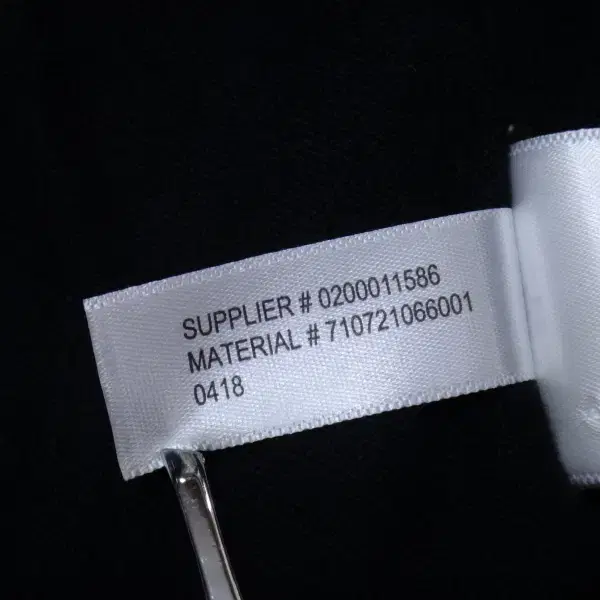 SUPPLIER # 0200011586
MATERIAL # 710721066001
0418